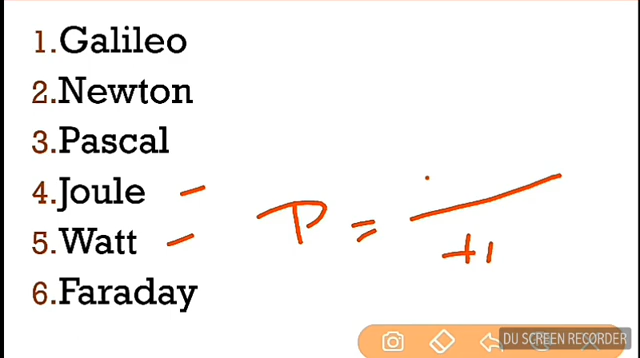 1.Galileo
2.Newton
3.Pascal
4.Joule -
5.Watt -
P =
6.Faraday
DU SCREEN RECORDER